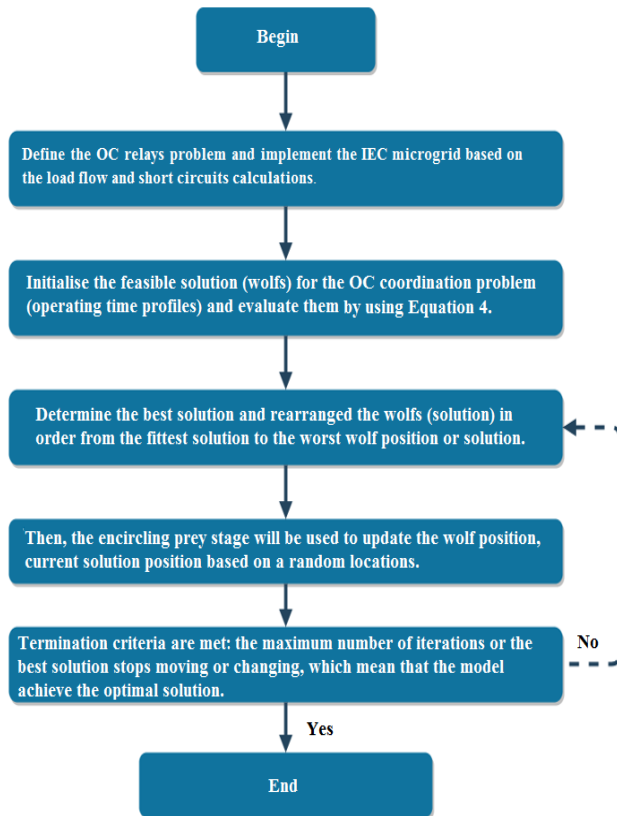 Begin
Define the OC relays problem and implement the IEC microgrid based on
the load flow and short circuits calculations.
Initialise the feasible solution (wolfs) for the OC coordination problem
(operating time profiles) and evaluate them by using Equation 4.
Determine the best solution and rearranged the wolfs (solution) in
order from the fittest solution to the worst wolf position or solution.
Then, the encircling prey stage will be used to update the wolf position,
current solution position based on a random locations.
Termination criteria are met: the maximum number of iterations or the
best solution stops moving or changing, which mean that the model
achieve the optimal solution.
No
Yes
End